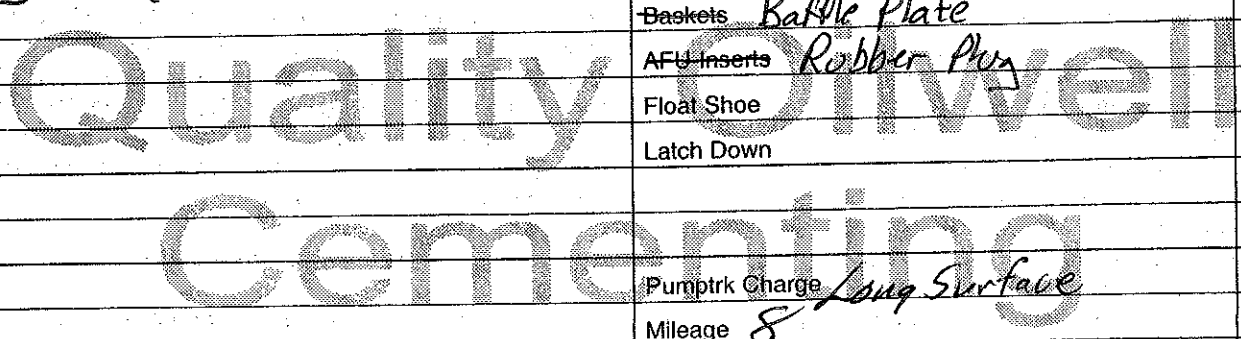 Baskets Baffle Plate
AFU Inserts Rubber Plug
Float Shoe
Quality Oilwell
Latch Down
Cementing
Pumptrk Charge Long Surface
Mileage 8